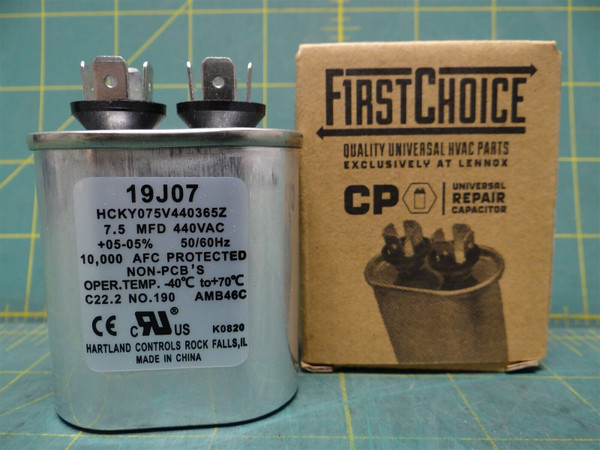 19J07
HCKY075V440365Z
7.5 MFD 440VAC
+05-05% 50/60Hz
10,000 AFC PROTECTED
NON-PCB'S
OPER.TEMP. -40℃ to+70℃
C22.2 NO.190 AMB46C
CE c RU US K0820
HARTLAND CONTROLS ROCK FALLS,IL
MADE IN CHINA
FIRSTCHOICE
QUALITY UNIVERSAL HVAC PARTS
EXCLUSIVELY AT LENNOX
CP
UNIVERSAL
REPAIR
CAPACITOR